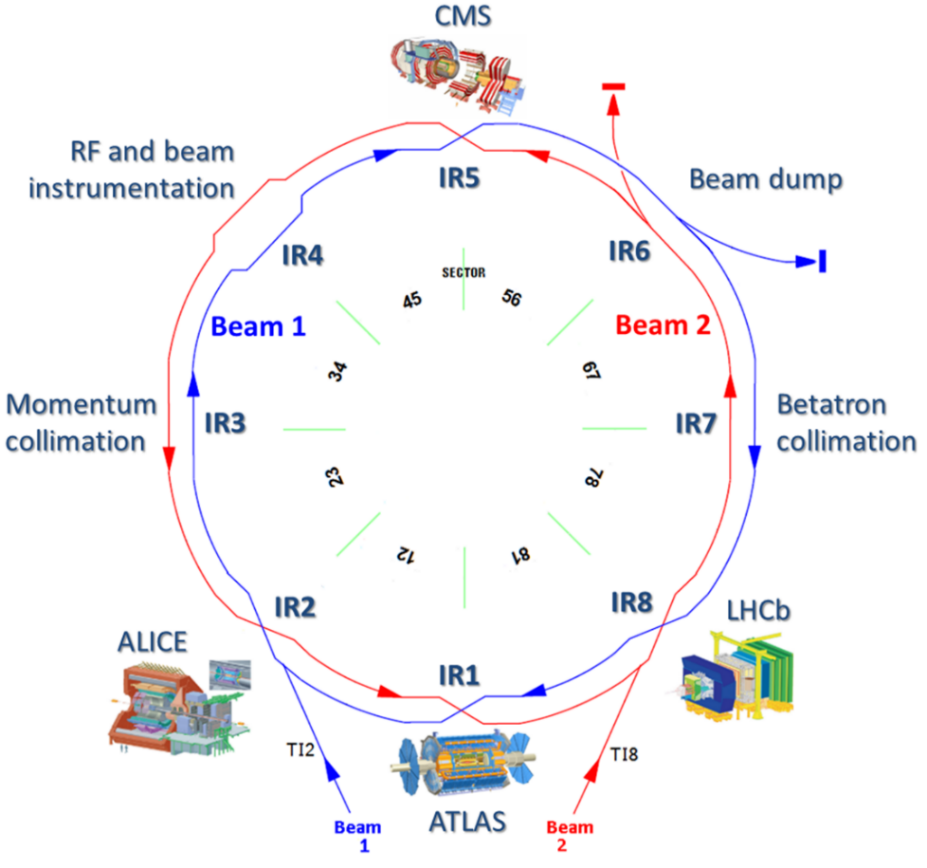 CMS
RF and beam
instrumentation
IR5
Beam dump
IR4
IR6
SECTOR
45
56
Beam 1
Beam 2
34
67
Momentum
collimation
IR3
IR7
Betatron
collimation
23
78
12
81
IR2
IR8
LHCb
ALICE
IR1
TI2
TI8
ATLAS
Beam
1
Beam
2